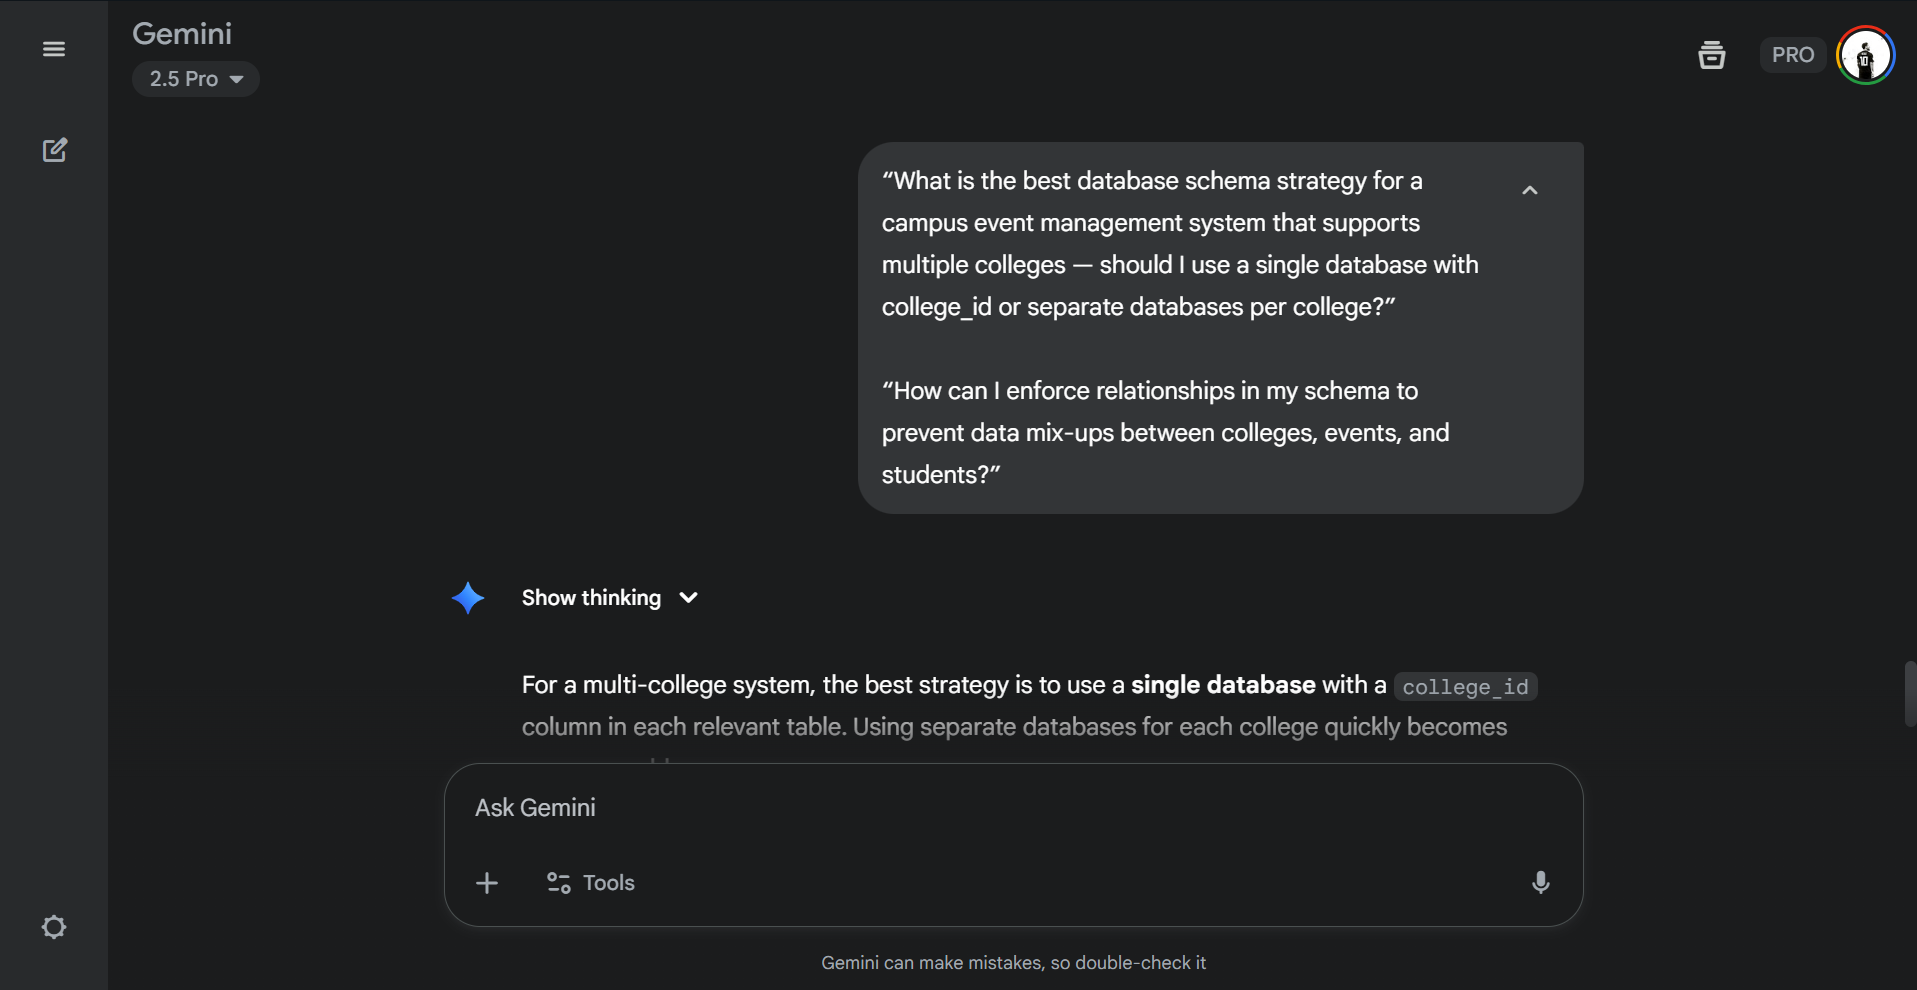 Gemini
2.5 Pro
PRO
“What is the best database schema strategy for a
campus event management system that supports
multiple colleges — should I use a single database with
college_id or separate databases per college?”
“How can I enforce relationships in my schema to
prevent data mix-ups between colleges, events, and
students?”
Show thinking
For a multi-college system, the best strategy is to use a single database with a college_id
column in each relevant table. Using separate databases for each college quickly becomes
Ask Gemini
Tools
Gemini can make mistakes, so double-check it